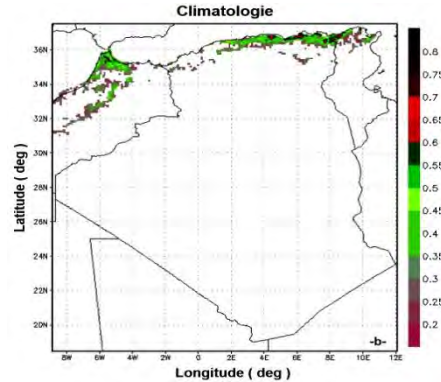 Climatologie
36N
34N
32N
30N
28N
26N
24N
22N
20N
Latitude ( deg )
8W 6W 4W 2W 0 2E 4E 6E 8E 10E 12E
Longitude ( deg )
-b-
0.8
0.75
0.7
0.65
0.6
0.55
0.5
0.45
0.4
0.35
0.3
0.25
0.2